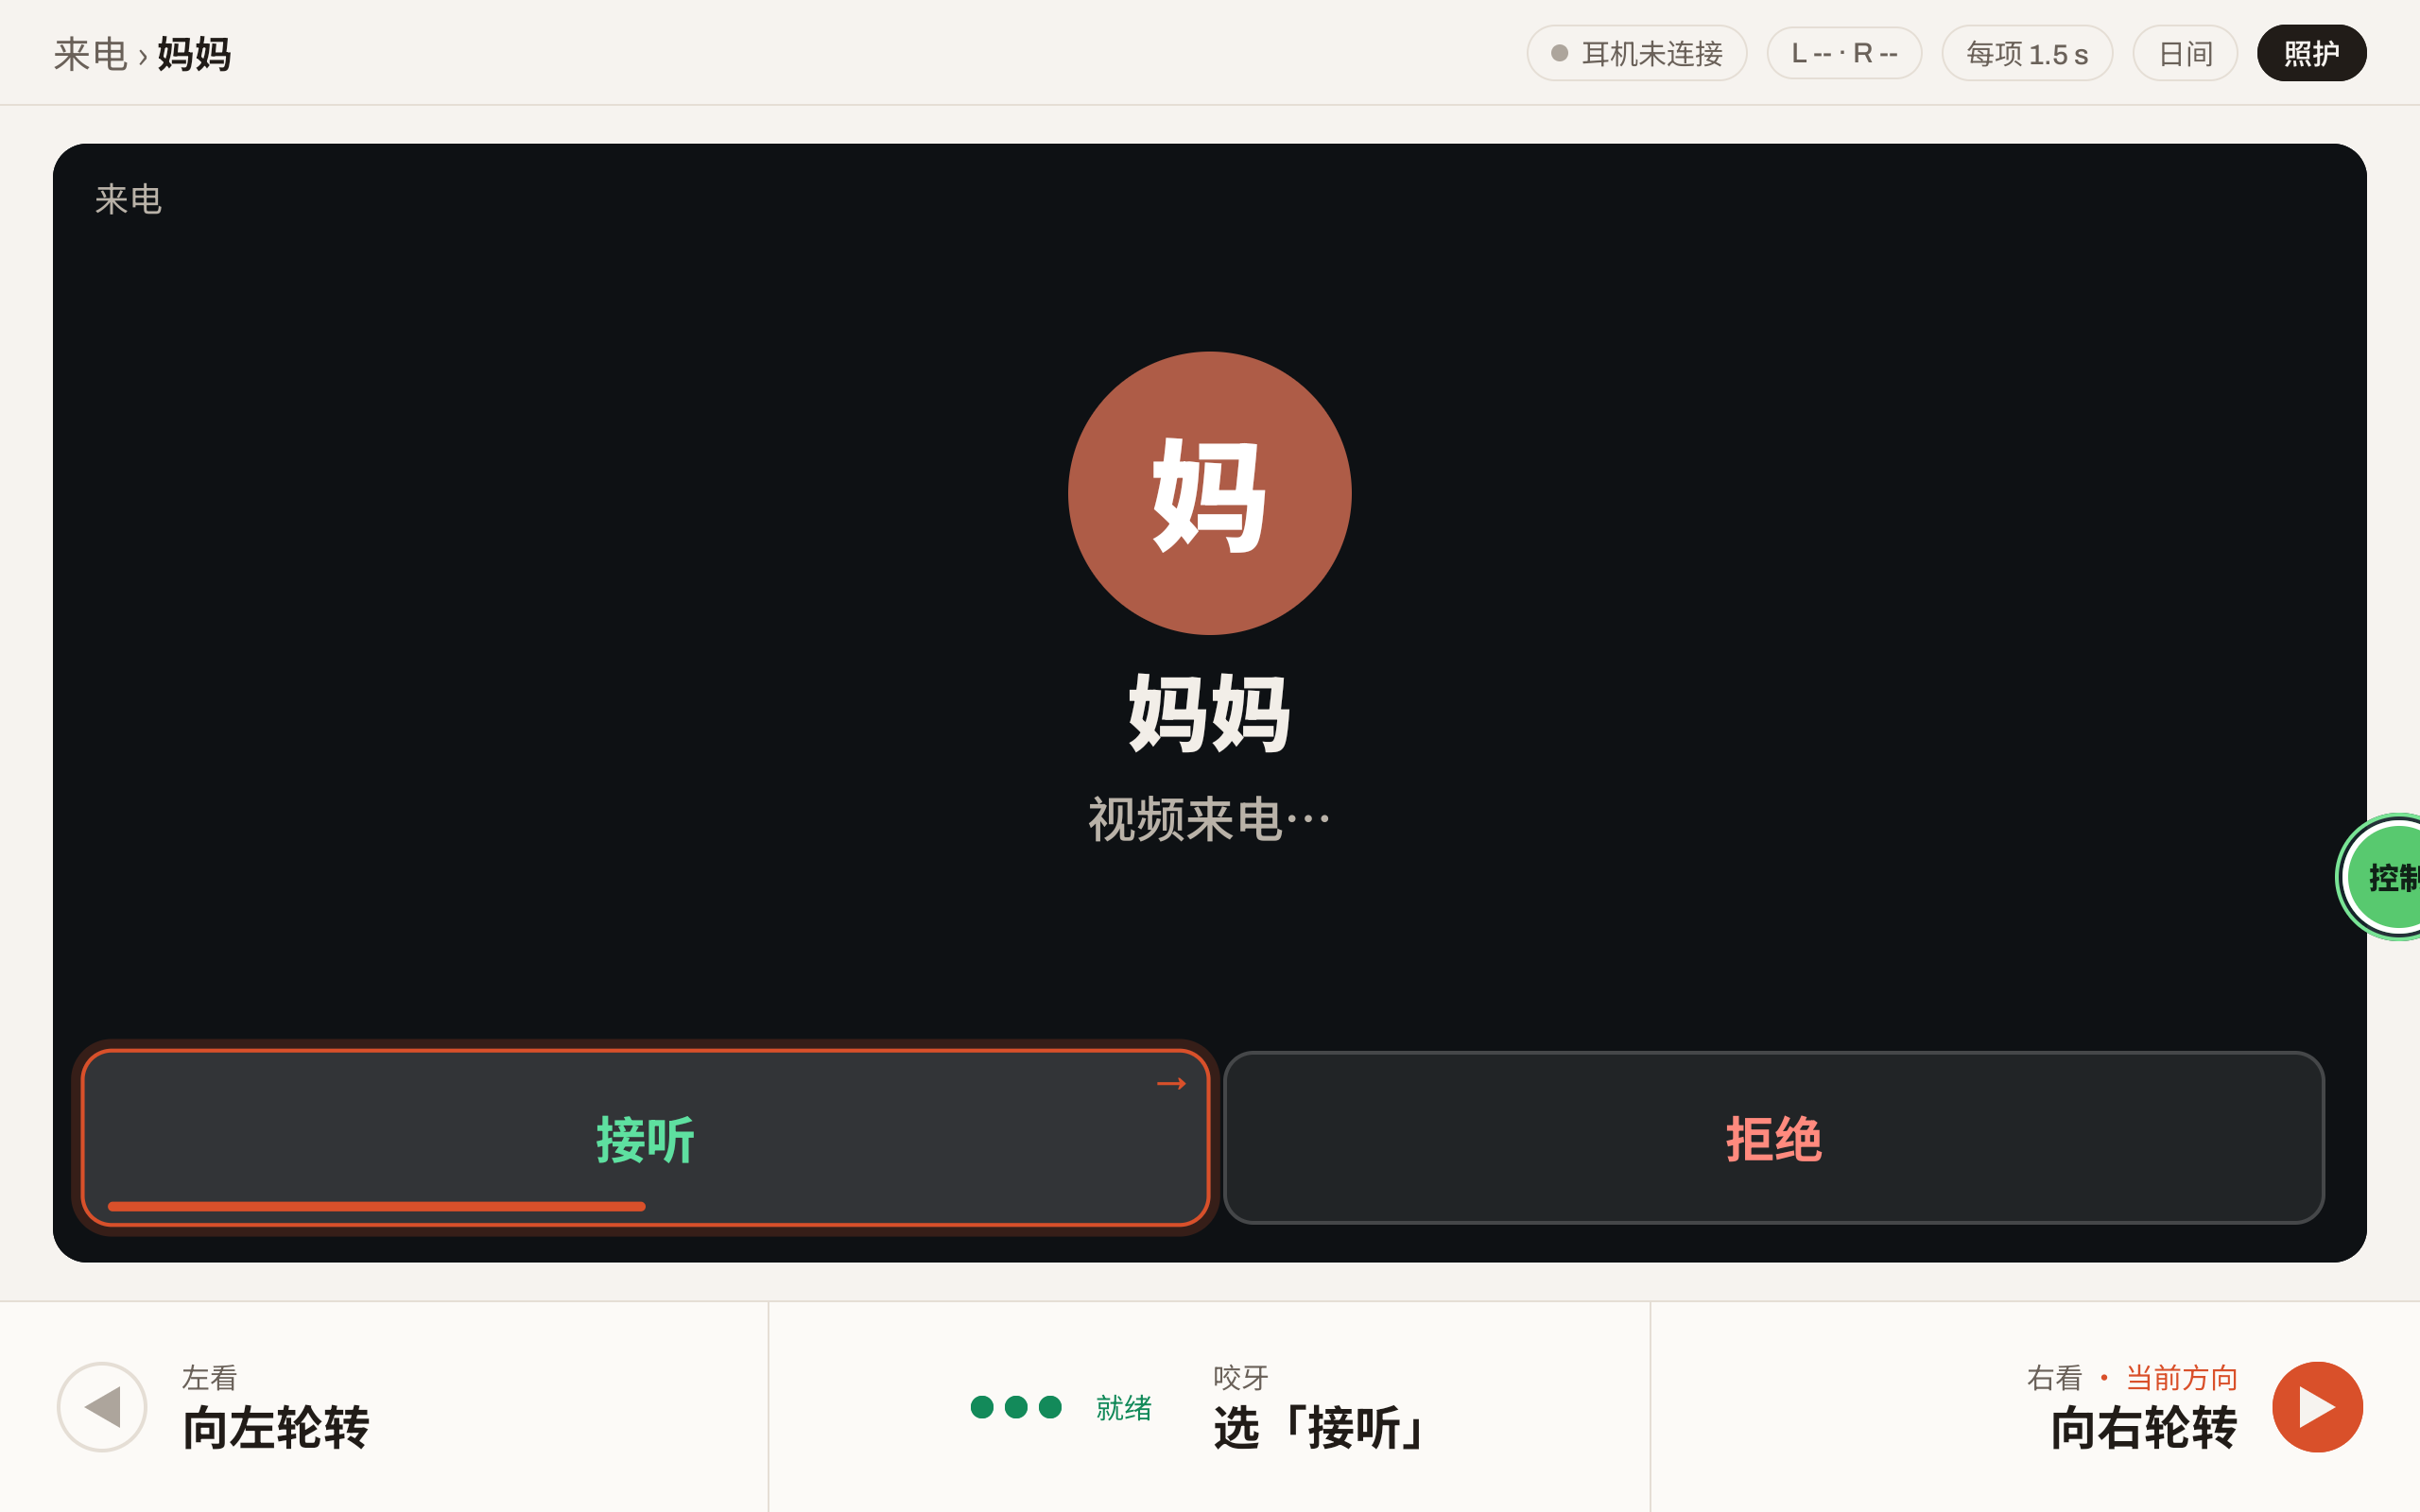 来电 › 妈妈
耳机未连接
L -- · R --
每项 1.5 s
日间
照护
来电
妈
妈妈
视频来电…
控制
→
接听
拒绝
左看
向左轮转
就绪
咬牙
选「接听」
右看 · 当前方向
向右轮转